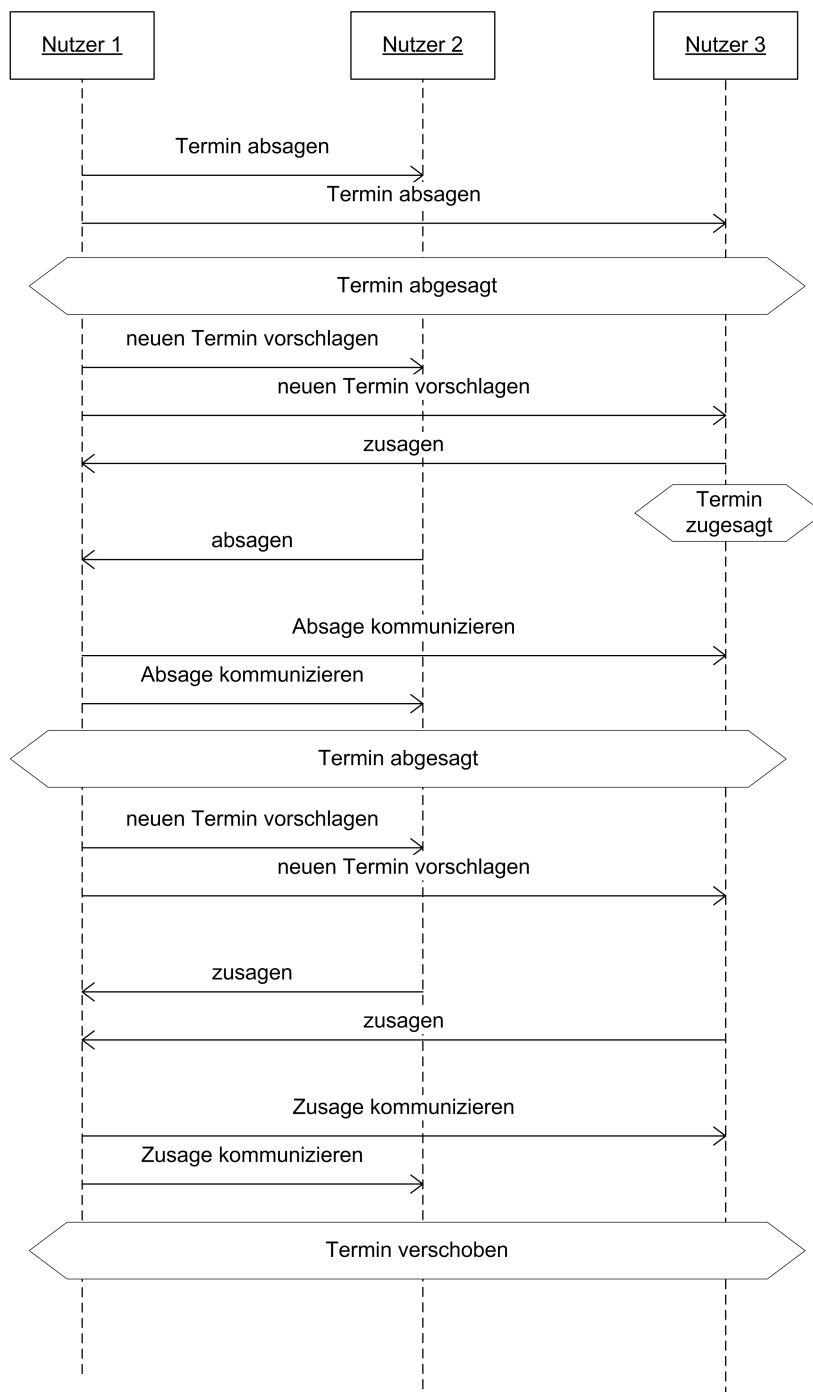 Nutzer 1
Nutzer 2
Nutzer 3
Termin absagen
Termin absagen
Termin abgesagt
neuen Termin vorschlagen
neuen Termin vorschlagen
zusagen
Termin
zugesagt
absagen
Absage kommunizieren
Absage kommunizieren
Termin abgesagt
neuen Termin vorschlagen
neuen Termin vorschlagen
zusagen
zusagen
Zusage kommunizieren
Zusage kommunizieren
Termin verschoben